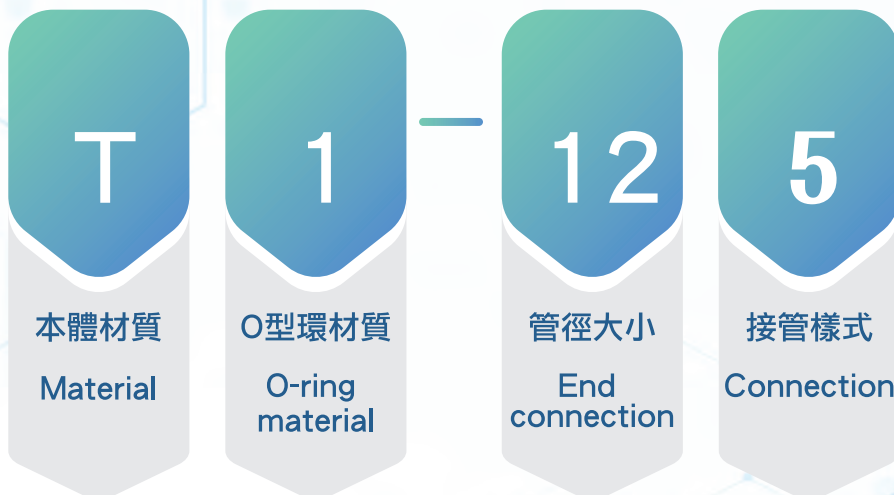 T
1
12
5
本體材質
Material
O型環材質
O-ring
material
管徑大小
End
connection
接管樣式
Connection